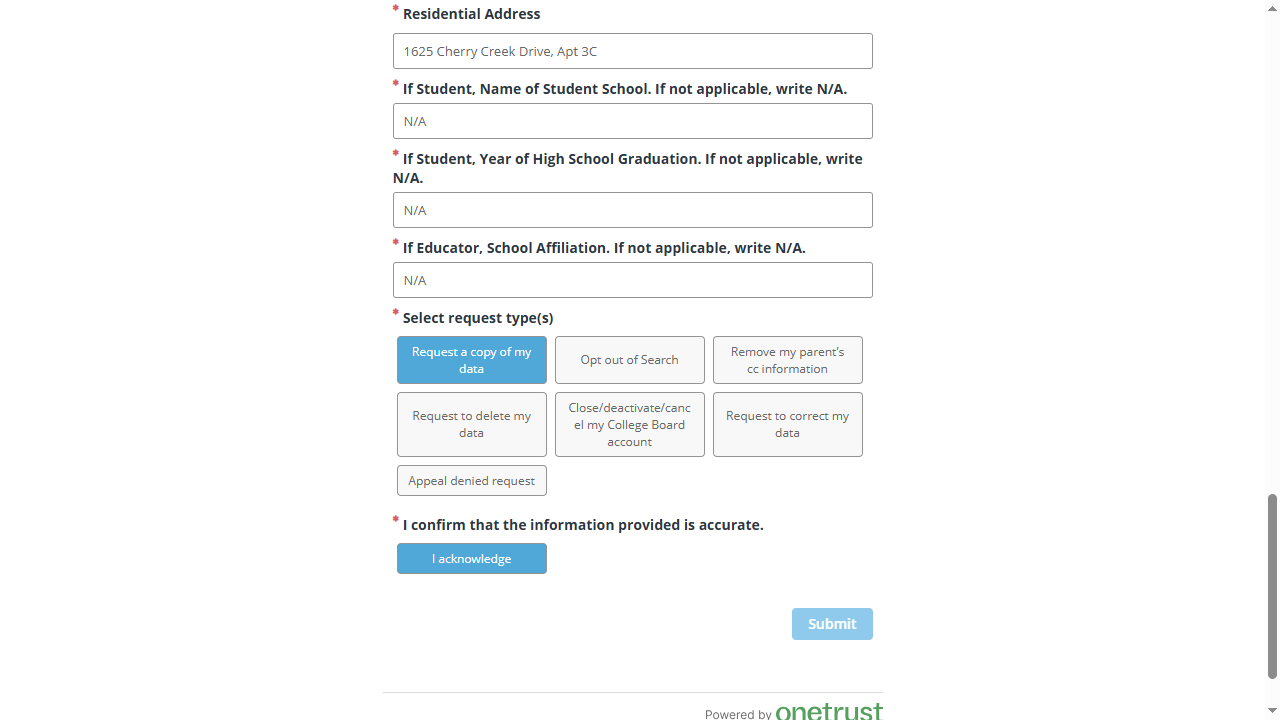 * Residential Address
1625 Cherry Creek Drive, Apt 3C
* If Student, Name of Student School. If not applicable, write N/A.
N/A
* If Student, Year of High School Graduation. If not applicable, write
N/A.
N/A
* If Educator, School Affiliation. If not applicable, write N/A.
N/A
* Select request type(s)
Request a copy of my
data
Opt out of Search
Remove my parent's
cc information
Request to delete my
data
Close/deactivate/canc
el my College Board
account
Request to correct my
data
Appeal denied request
* I confirm that the information provided is accurate.
I acknowledge
Submit
Powered by onetrust